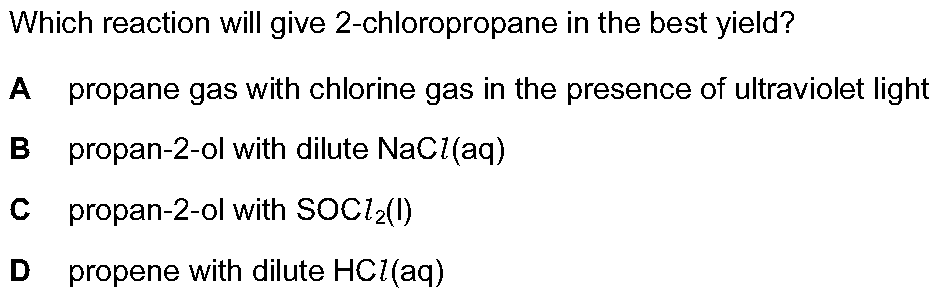 Which reaction will give 2-chloropropane in the best yield?
A propane gas with chlorine gas in the presence of ultraviolet light
B propan-2-ol with dilute NaCl(aq)
C propan-2-ol with SOCl₂(l)
D propene with dilute HCl(aq)